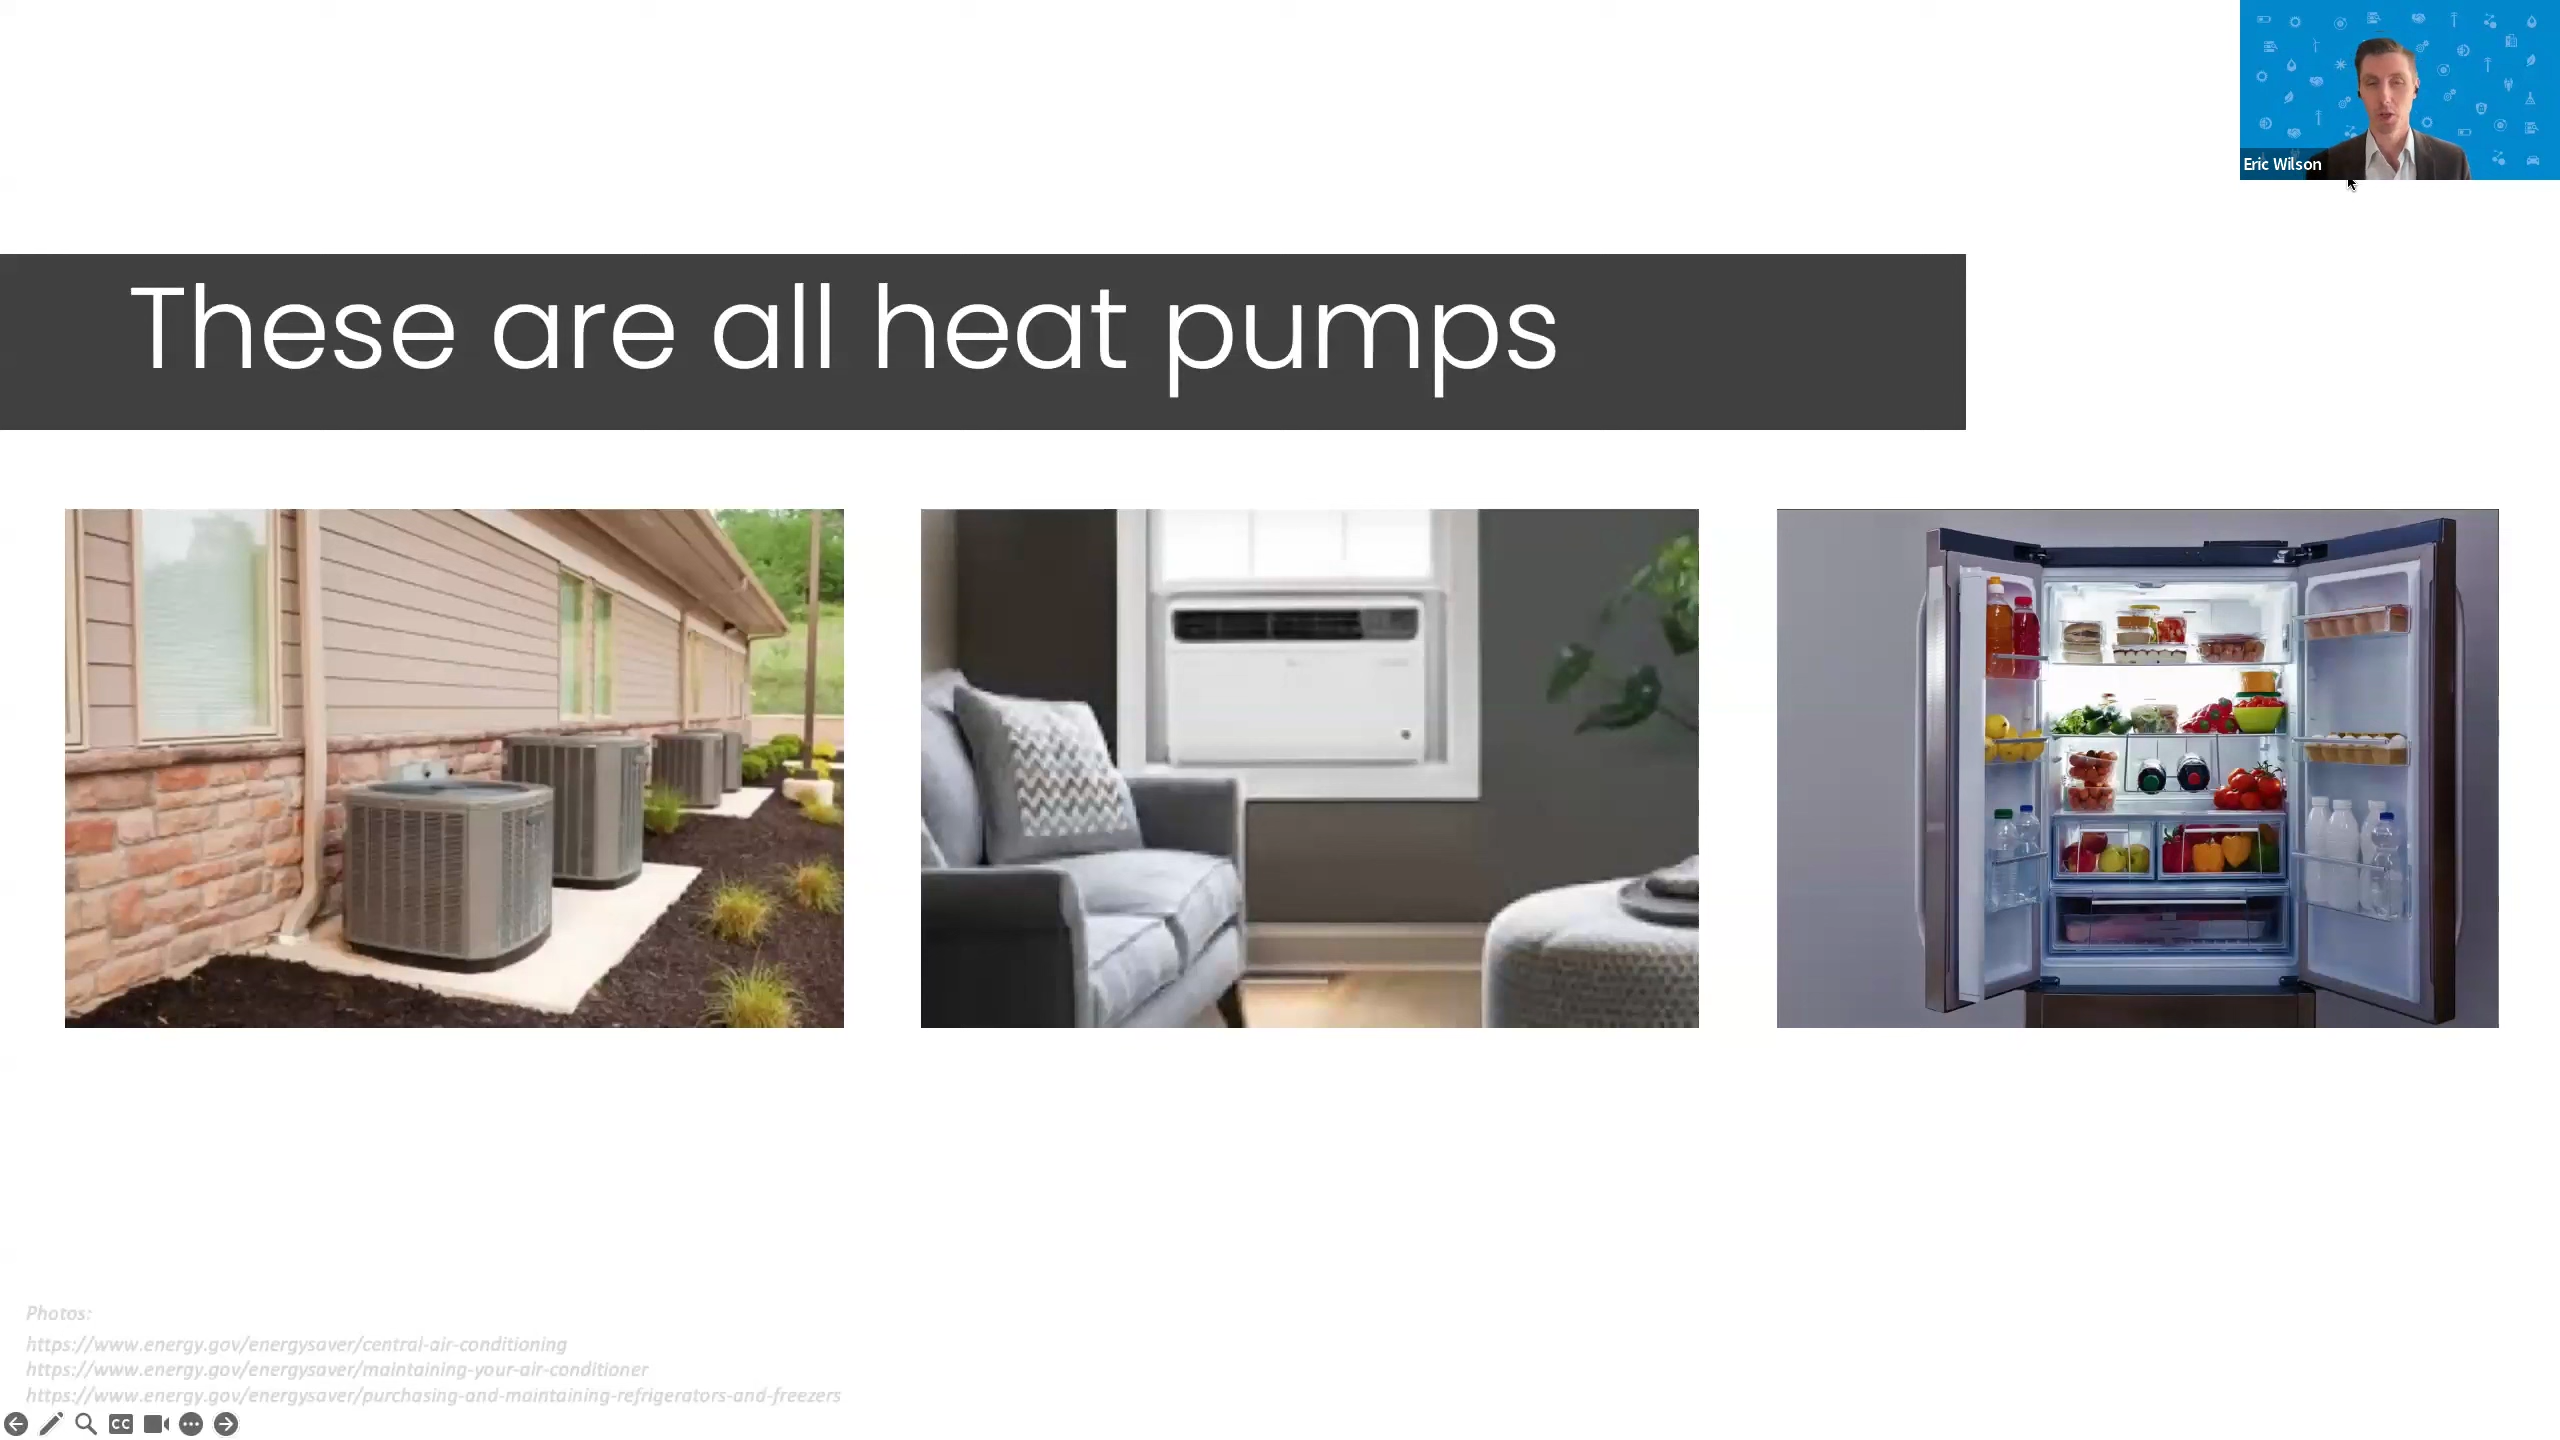 Eric Wilson
These are all heat pumps
Photos:
https://www.energy.gov/energysaver/central-air-conditioning
https://www.energy.gov/energysaver/maintaining-your-air-conditioner
https://www.energy.gov/energysaver/purchasing-and-maintaining-refrigerators-and-freezers
CC